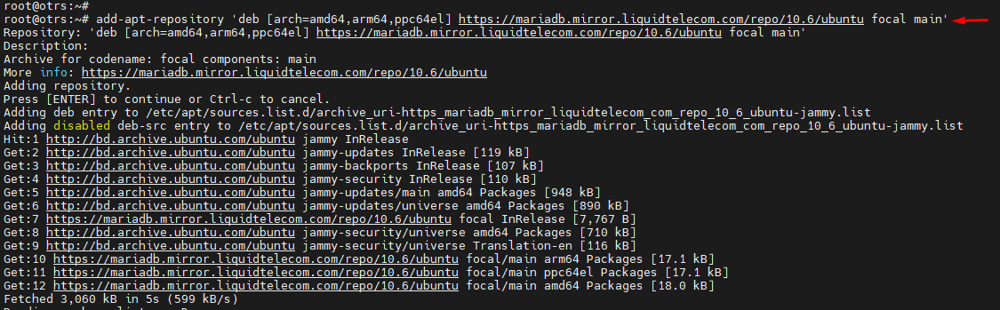 root@otrs:~#
root@otrs:~# add-apt-repository 'deb [arch=amd64,arm64,ppc64el] https://mariadb.mirror.liquidtelecom.com/repo/10.6/ubuntu focal main'
Repository: 'deb [arch=amd64,arm64,ppc64el] https://mariadb.mirror.liquidtelecom.com/repo/10.6/ubuntu focal main'
Description:
Archive for codename: focal components: main
More info: https://mariadb.mirror.liquidtelecom.com/repo/10.6/ubuntu
Adding repository.
Press [ENTER] to continue or Ctrl-c to cancel.
Adding deb entry to /etc/apt/sources.list.d/archive_uri-https_mariadb_mirror_liquidtelecom_com_repo_10_6_ubuntu-jammy.list
Adding disabled deb-src entry to /etc/apt/sources.list.d/archive_uri-https_mariadb_mirror_liquidtelecom_com_repo_10_6_ubuntu-jammy.list
Hit:1 http://bd.archive.ubuntu.com/ubuntu jammy InRelease
Get:2 http://bd.archive.ubuntu.com/ubuntu jammy-updates InRelease [119 kB]
Get:3 http://bd.archive.ubuntu.com/ubuntu jammy-backports InRelease [107 kB]
Get:4 http://bd.archive.ubuntu.com/ubuntu jammy-security InRelease [110 kB]
Get:5 http://bd.archive.ubuntu.com/ubuntu jammy-updates/main amd64 Packages [948 kB]
Get:6 http://bd.archive.ubuntu.com/ubuntu jammy-updates/universe amd64 Packages [890 kB]
Get:7 https://mariadb.mirror.liquidtelecom.com/repo/10.6/ubuntu focal InRelease [7,767 B]
Get:8 http://bd.archive.ubuntu.com/ubuntu jammy-security/universe amd64 Packages [710 kB]
Get:9 http://bd.archive.ubuntu.com/ubuntu jammy-security/universe Translation-en [116 kB]
Get:10 https://mariadb.mirror.liquidtelecom.com/repo/10.6/ubuntu focal/main arm64 Packages [17.1 kB]
Get:11 https://mariadb.mirror.liquidtelecom.com/repo/10.6/ubuntu focal/main ppc64el Packages [17.1 kB]
Get:12 https://mariadb.mirror.liquidtelecom.com/repo/10.6/ubuntu focal/main amd64 Packages [18.0 kB]
Fetched 3,060 kB in 5s (599 kB/s)